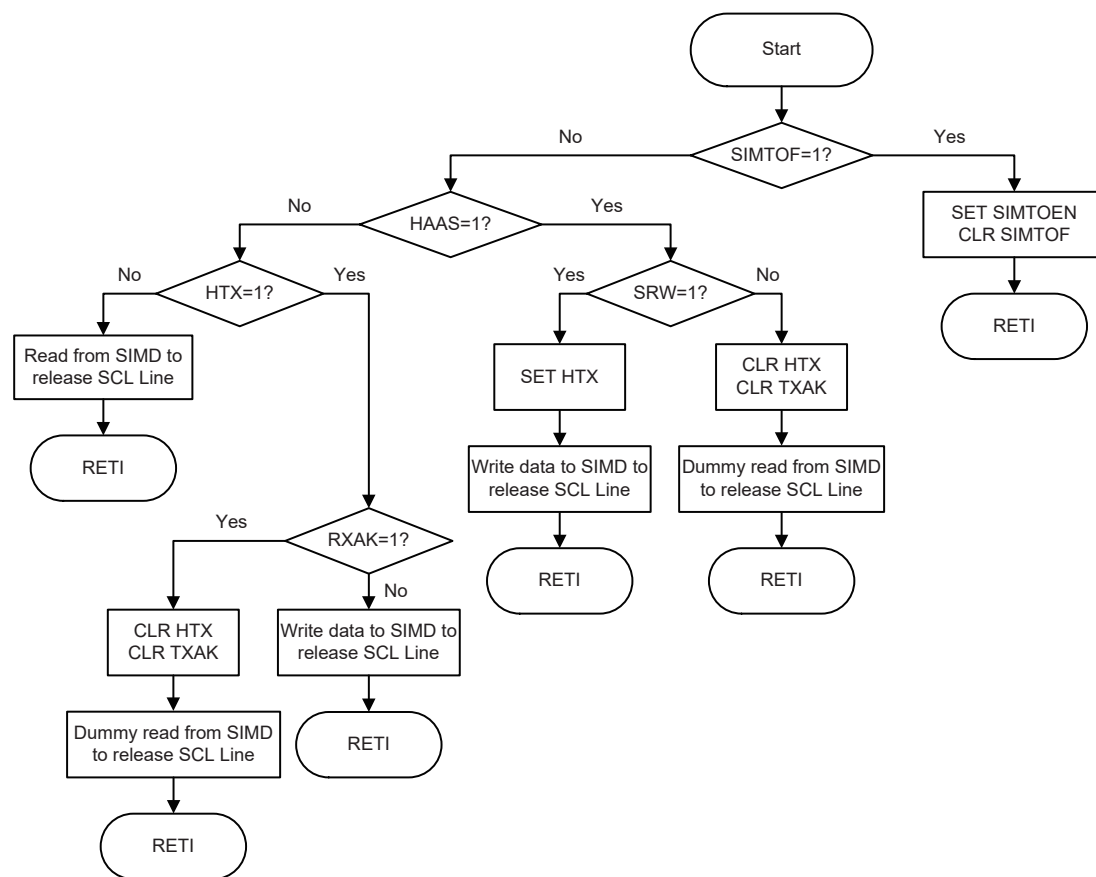 Start
No
SIMTOF=1?
Yes
No
HAAS=1?
Yes
SET SIMTOEN
CLR SIMTOF
No
HTX=1?
Yes
Yes
SRW=1?
No
RETI
Read from SIMD to
release SCL Line
SET HTX
CLR HTX
CLR TXAK
RETI
Write data to SIMD to
release SCL Line
Dummy read from SIMD
to release SCL Line
Yes
RXAK=1?
No
RETI
RETI
CLR HTX
CLR TXAK
Write data to SIMD to
release SCL Line
Dummy read from SIMD
to release SCL Line
RETI
RETI